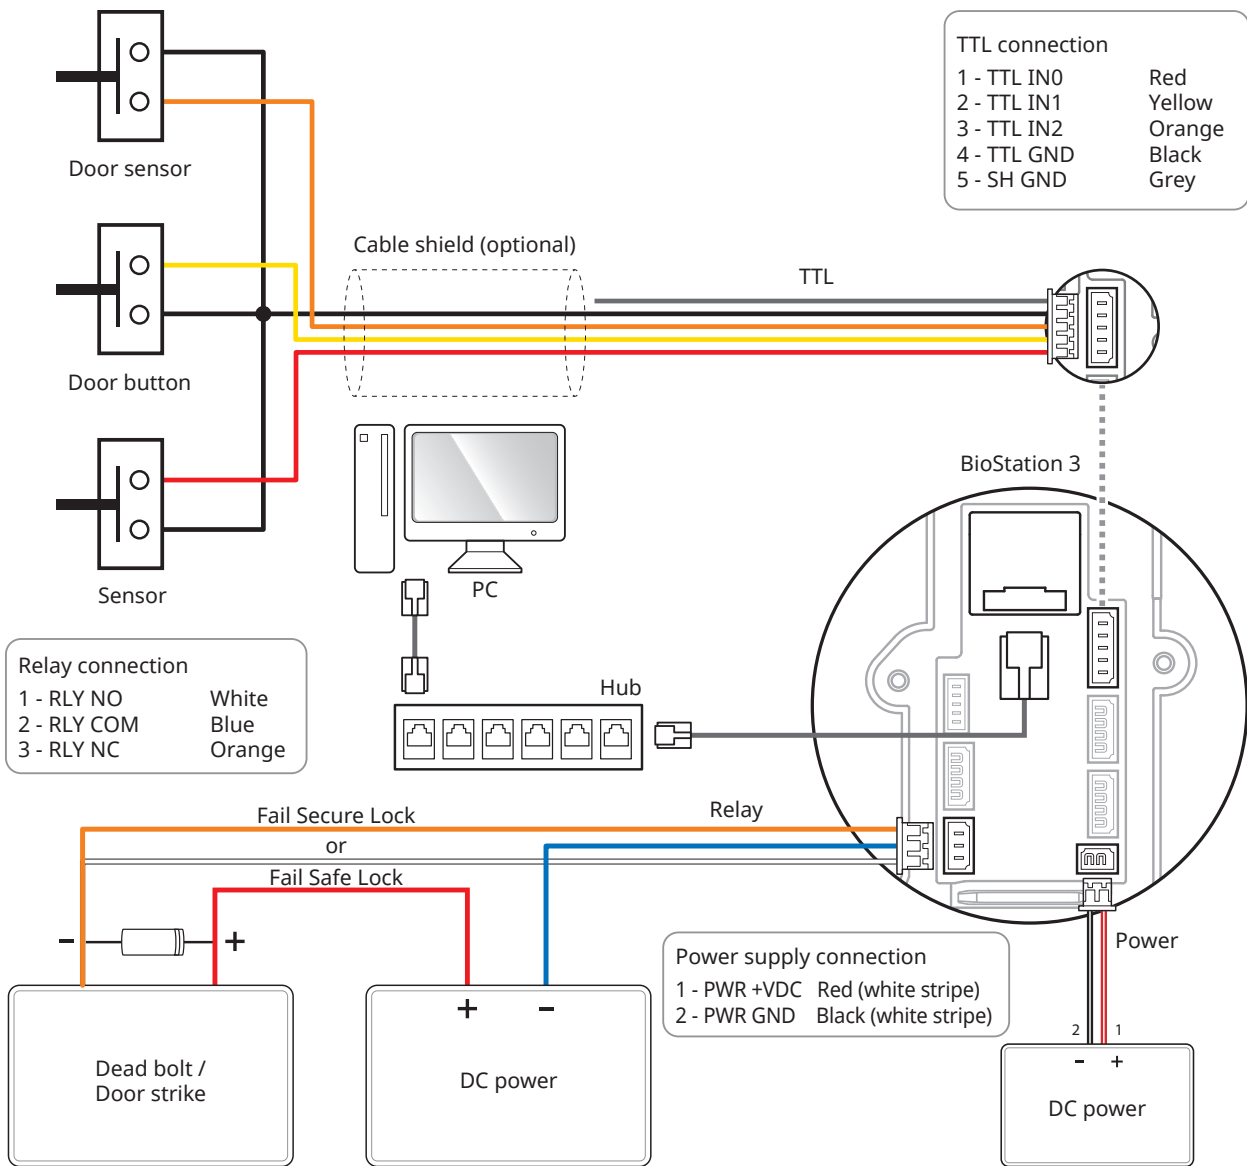 TTL connection
1 - TTL IN0 Red
2 - TTL IN1 Yellow
3 - TTL IN2 Orange
4 - TTL GND Black
5 - SH GND Grey
Door sensor
Cable shield (optional)
TTL
Door button
BioStation 3
PC
Sensor
Relay connection
1 - RLY NO White
2 - RLY COM Blue
3 - RLY NC Orange
Hub
Relay
Fail Secure Lock
or
Fail Safe Lock
- +
Power
Power supply connection
1 - PWR +VDC Red (white stripe)
2 - PWR GND Black (white stripe)
+ -
2 1
- +
Dead bolt /
Door strike
DC power
DC power